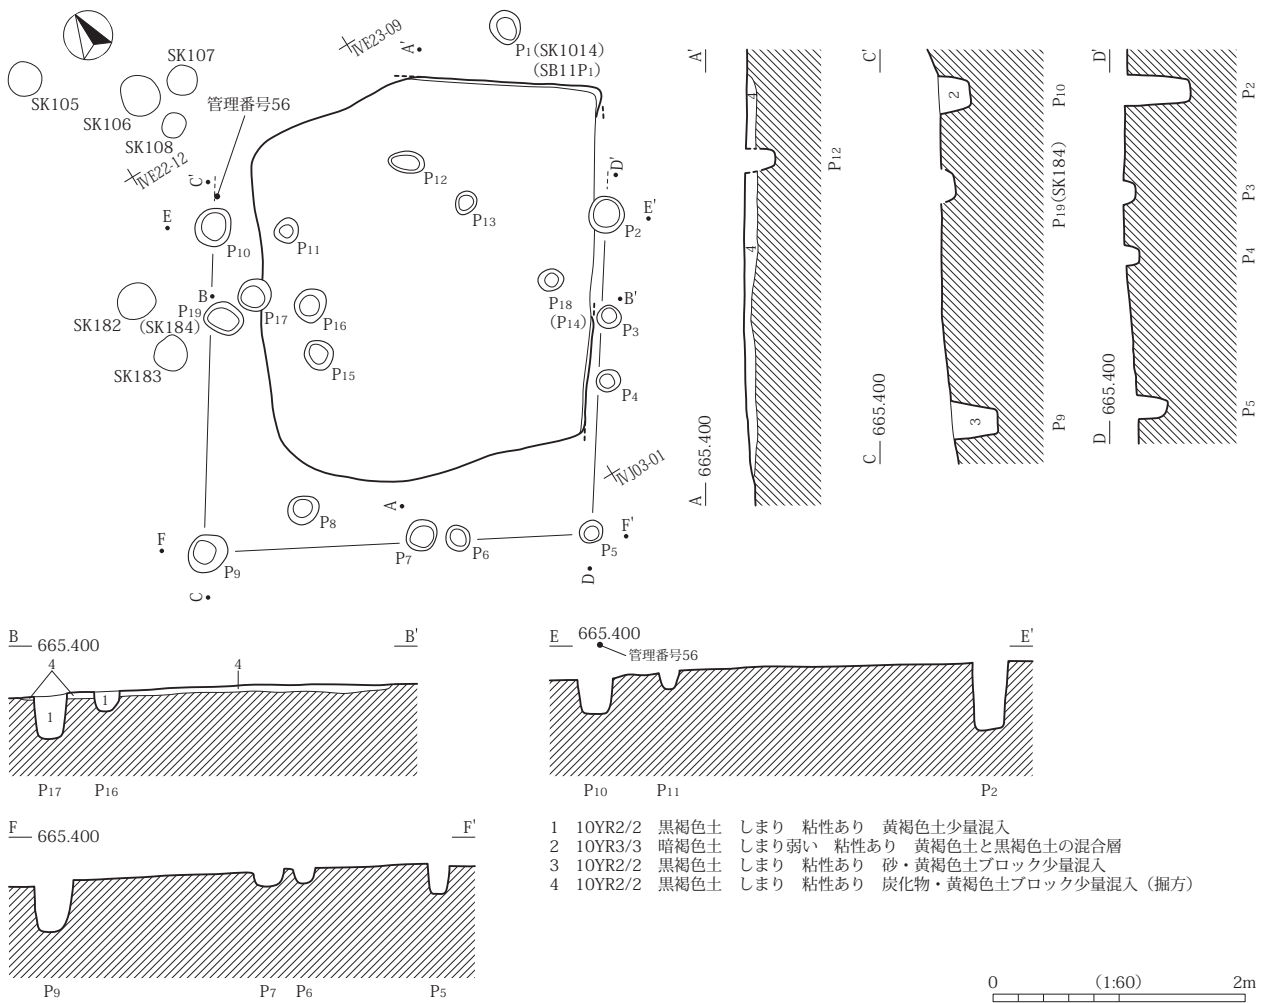 SK107
SK105
SK106
SK108
管理番号56
ⅣE22-12
ⅣE23-09
A'
P1(SK1014)
(SB11P1)
C'
E
P10
P11
P12
P13
D'
E'
P2
B
P19
(SK184)
P17
P16
P15
SK182
SK183
P18
(P14)
B'
P3
P4
ⅣJ03-01
P8
A
P7
P6
P5
F'
F
P9
C
D
A'
4
4
P12
A 665.400
C'
2
P10
P19(SK184)
3
P9
C 665.400
D'
P2
P3
P4
P5
D 665.400
B 665.400 B'
4 4
1 1
P17 P16
E 665.400 E'
管理番号56
P10 P11 P2
F 665.400 F'
P9 P7 P6 P5
1 10YR2/2 黒褐色土 しまり 粘性あり 黄褐色土少量混入
2 10YR3/3 暗褐色土 しまり弱い 粘性あり 黄褐色土と黒褐色土の混合層
3 10YR2/2 黒褐色土 しまり 粘性あり 砂・黄褐色土ブロック少量混入
4 10YR2/2 黒褐色土 しまり 粘性あり 炭化物・黄褐色土ブロック少量混入（掘方）
0 (1:60) 2m